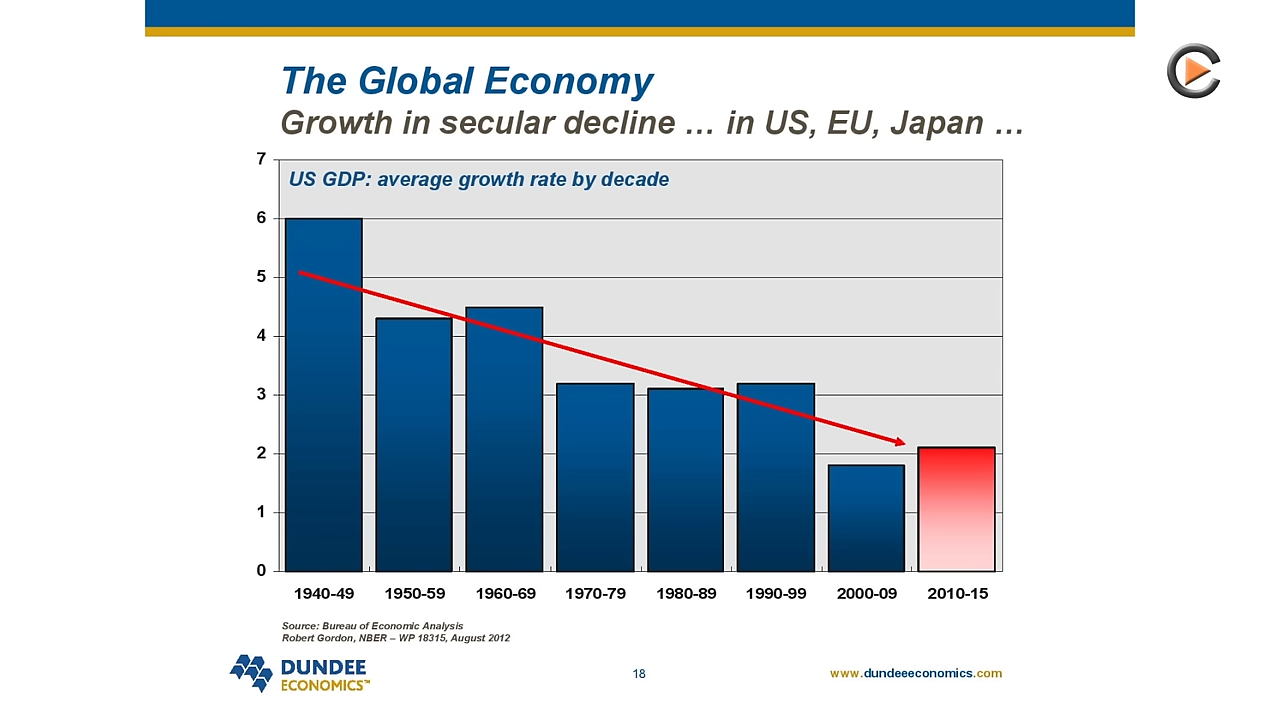 The Global Economy
Growth in secular decline … in US, EU, Japan …
US GDP: average growth rate by decade
7
6
5
4
3
2
1
0
1940-49 1950-59 1960-69 1970-79 1980-89 1990-99 2000-09 2010-15
Source: Bureau of Economic Analysis
Robert Gordon, NBER – WP 18315, August 2012
DUNDEE
ECONOMICS™
18
www.dundeeeconomics.com